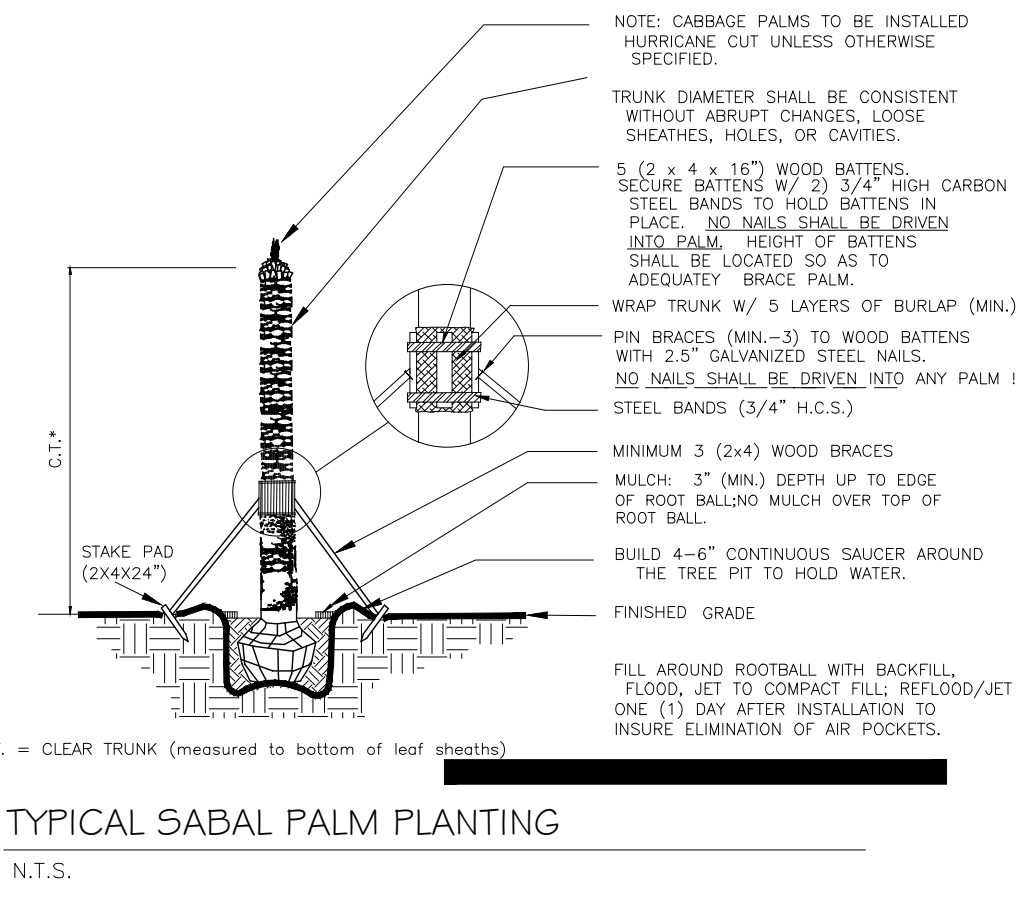 NOTE: CABBAGE PALMS TO BE INSTALLED
HURRICANE CUT UNLESS OTHERWISE
SPECIFIED.
TRUNK DIAMETER SHALL BE CONSISTENT
WITHOUT ABRUPT CHANGES, LOOSE
SHEATHES, HOLES, OR CAVITIES.
5 (2 x 4 x 16") WOOD BATTENS.
SECURE BATTENS W/ 2) 3/4" HIGH CARBON
STEEL BANDS TO HOLD BATTENS IN
PLACE. NO NAILS SHALL BE DRIVEN
INTO PALM. HEIGHT OF BATTENS
SHALL BE LOCATED SO AS TO
ADEQUATEY BRACE PALM.
WRAP TRUNK W/ 5 LAYERS OF BURLAP (MIN.)
PIN BRACES (MIN.-3) TO WOOD BATTENS
WITH 2.5" GALVANIZED STEEL NAILS.
NO NAILS SHALL BE DRIVEN INTO ANY PALM !
STEEL BANDS (3/4" H.C.S.)
MINIMUM 3 (2x4) WOOD BRACES
MULCH: 3" (MIN.) DEPTH UP TO EDGE
OF ROOT BALL;NO MULCH OVER TOP OF
ROOT BALL.
BUILD 4-6" CONTINUOUS SAUCER AROUND
THE TREE PIT TO HOLD WATER.
FINISHED GRADE
FILL AROUND ROOTBALL WITH BACKFILL,
FLOOD, JET TO COMPACT FILL; REFLOOD/JET
ONE (1) DAY AFTER INSTALLATION TO
INSURE ELIMINATION OF AIR POCKETS.
C.T.*
STAKE PAD
(2X4X24")
. = CLEAR TRUNK (measured to bottom of leaf sheaths)
TYPICAL SABAL PALM PLANTING
N.T.S.